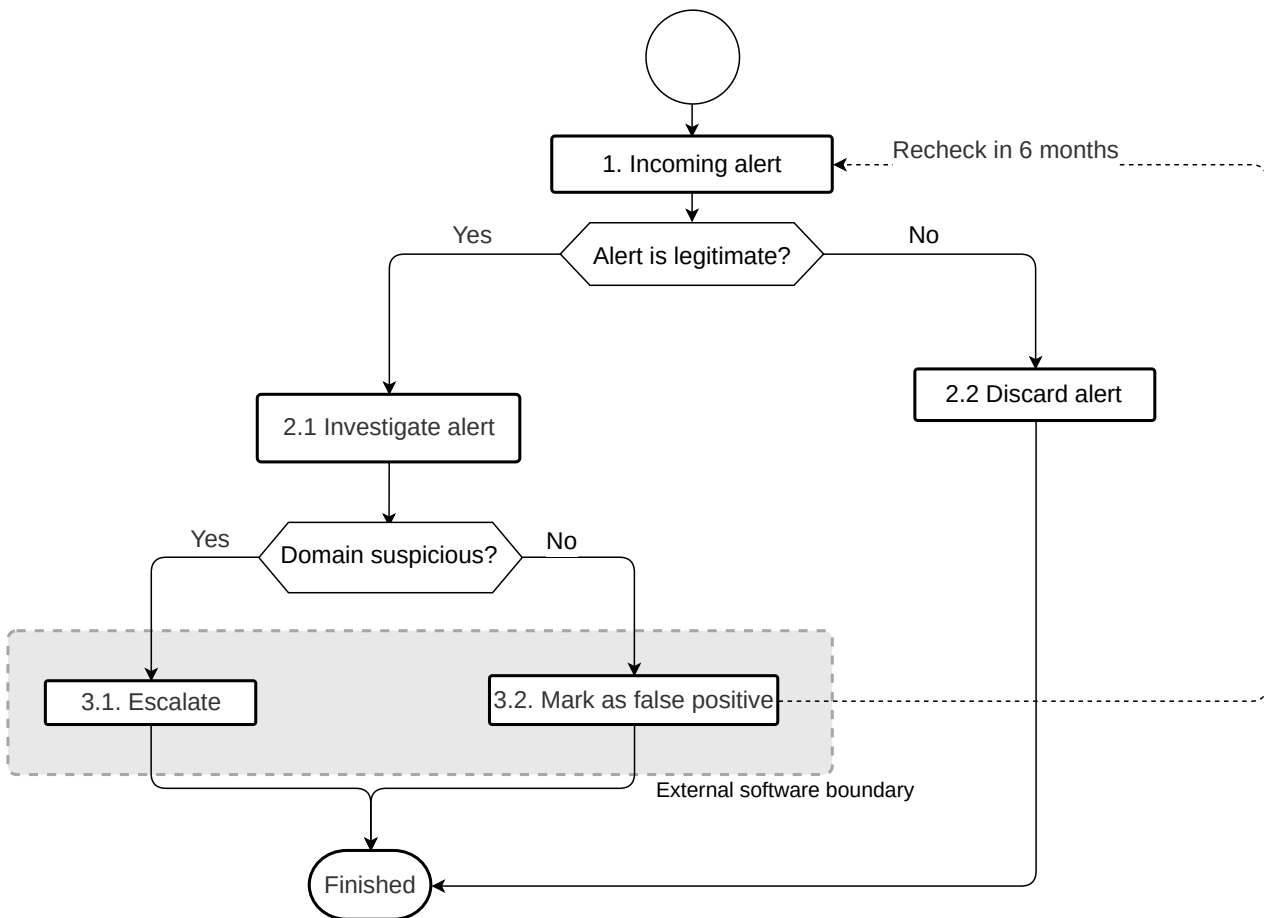 1. Incoming alert
Recheck in 6 months
Yes
No
Alert is legitimate?
2.2 Discard alert
2.1 Investigate alert
Yes
No
Domain suspicious?
3.1. Escalate
3.2. Mark as false positive
External software boundary
Finished